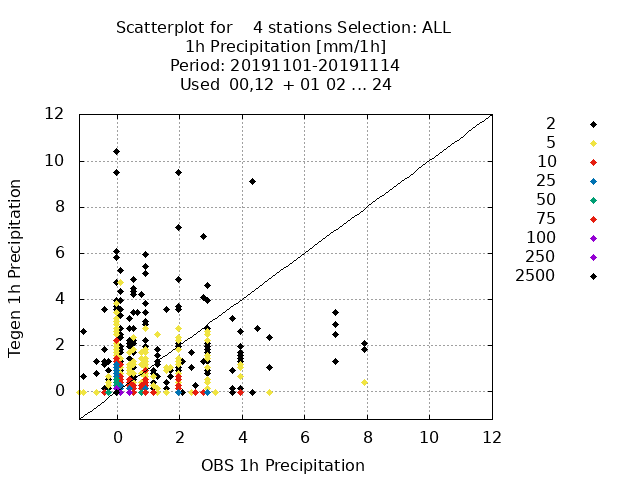 Scatterplot for    4 stations Selection: ALL
1h Precipitation [mm/1h]
Period: 20191101-20191114
Used  00,12  + 01 02 ... 24
12
10
8
6
4
2
0
Tegen 1h Precipitation
0 2 4 6 8 10 12
OBS 1h Precipitation
2
5
10
25
50
75
100
250
2500